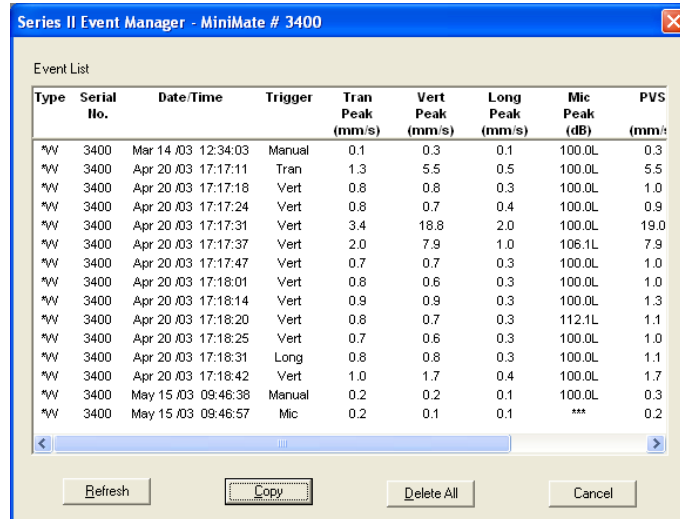 Series II Event Manager - MiniMate # 3400
Event List
Type Serial No. Date/Time Trigger Tran Peak (mm/s) Vert Peak (mm/s) Long Peak (mm/s) Mic Peak (dB) PVS (mm/s
*W 3400 Mar 14 /03 12:34:03 Manual 0.1 0.3 0.1 100.0L 0.3
*W 3400 Apr 20 /03 17:17:11 Tran 1.3 5.5 0.5 100.0L 5.5
*W 3400 Apr 20 /03 17:17:18 Vert 0.8 0.8 0.3 100.0L 1.0
*W 3400 Apr 20 /03 17:17:24 Vert 0.8 0.7 0.4 100.0L 0.9
*W 3400 Apr 20 /03 17:17:31 Vert 3.4 18.8 2.0 100.0L 19.0
*W 3400 Apr 20 /03 17:17:37 Vert 2.0 7.9 1.0 106.1L 7.9
*W 3400 Apr 20 /03 17:17:47 Vert 0.7 0.7 0.3 100.0L 1.0
*W 3400 Apr 20 /03 17:18:01 Vert 0.8 0.6 0.3 100.0L 1.0
*W 3400 Apr 20 /03 17:18:14 Vert 0.9 0.9 0.3 100.0L 1.3
*W 3400 Apr 20 /03 17:18:20 Vert 0.8 0.7 0.3 112.1L 1.1
*W 3400 Apr 20 /03 17:18:25 Vert 0.7 0.6 0.3 100.0L 1.0
*W 3400 Apr 20 /03 17:18:31 Long 0.8 0.8 0.3 100.0L 1.1
*W 3400 Apr 20 /03 17:18:42 Vert 1.0 1.7 0.4 100.0L 1.7
*W 3400 May 15 /03 09:46:38 Manual 0.2 0.2 0.1 100.0L 0.3
*W 3400 May 15 /03 09:46:57 Mic 0.2 0.1 0.1 *** 0.2
Refresh Copy Delete All Cancel